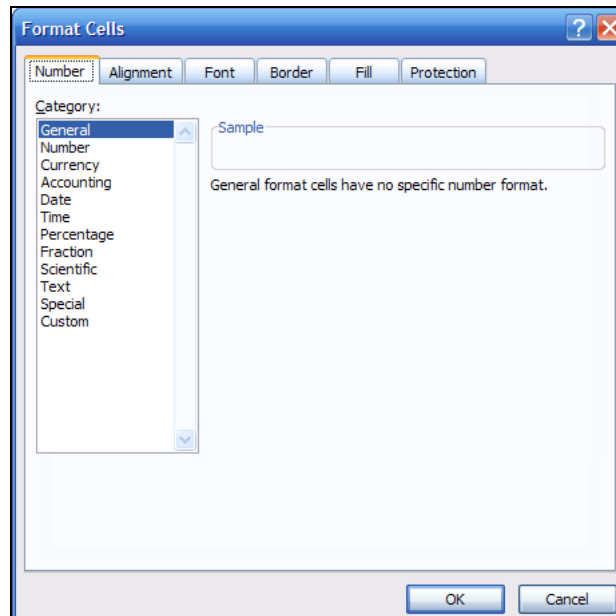 Format Cells
Number Alignment Font Border Fill Protection
Category:
General
Number
Currency
Accounting
Date
Time
Percentage
Fraction
Scientific
Text
Special
Custom
Sample
General format cells have no specific number format.
OK Cancel